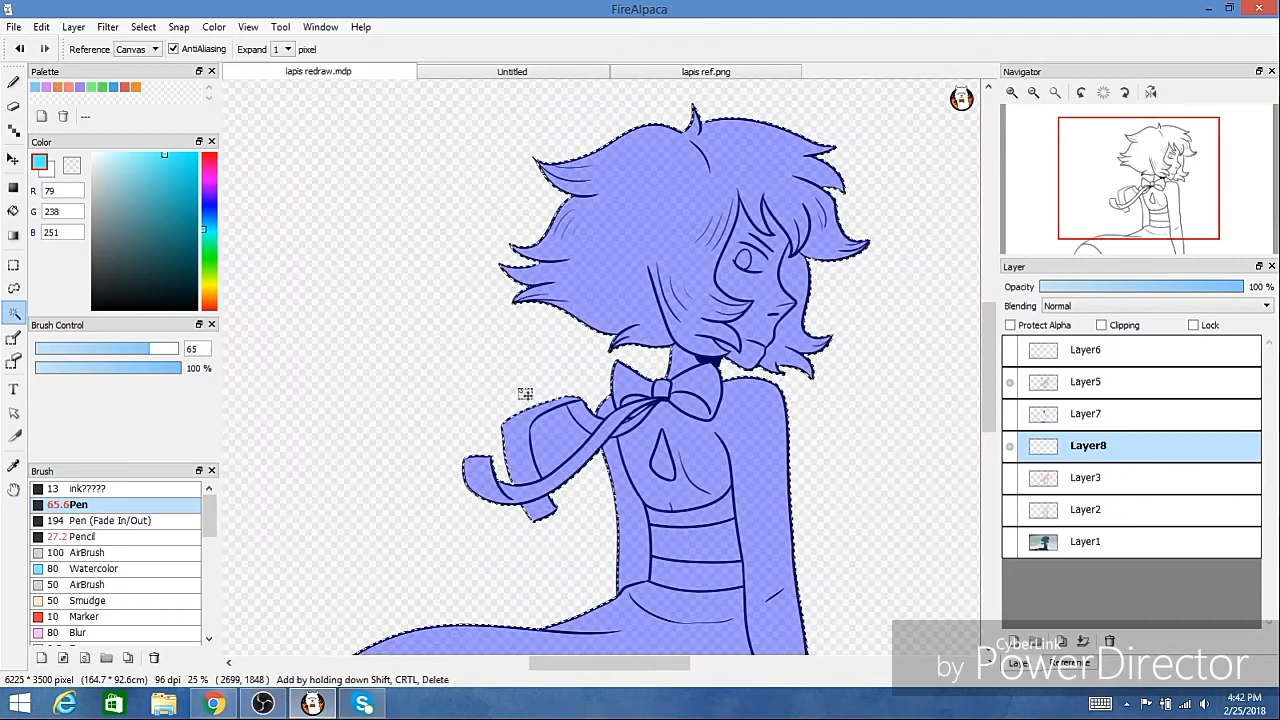 FireAlpaca
File Edit Layer Filter Select Snap Color View Tool Window Help
Reference Canvas AntiAliasing Expand 1 pixel
Palette
lapis redraw.mdp Untitled lapis ref.png
Navigator
---
Color
R 79
G 238
B 251
Layer
Opacity 100 %
Blending Normal
Protect Alpha Clipping Lock
Brush Control
65
100 %
Layer6
Layer5
Layer7
Layer8
Layer3
Layer2
Layer1
Brush
13 ink?????
65.6 Pen
194 Pen (Fade In/Out)
27.2 Pencil
100 AirBrush
80 Watercolor
50 AirBrush
50 Smudge
10 Marker
80 Blur
CyberLink
by PowerDirector
Reference
6225 * 3500 pixel (164.7 * 92.6cm) 96 dpi 25 % ( 2699, 1848 ) Add by holding down Shift, CRTL, Delete
4:42 PM
2/25/2018